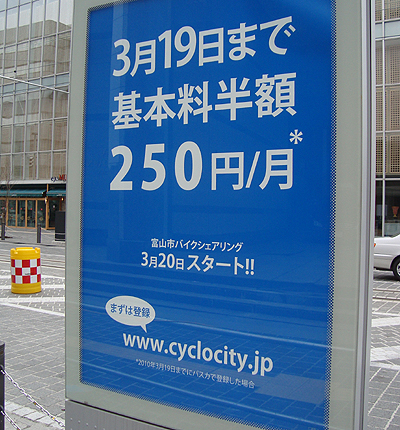 3月19日まで
基本料半額
250円/月*
富山市バイクシェアリング
3月20日スタート!!
まずは登録
www.cyclocity.jp
*2010年3月19日までにパスカで登録した場合